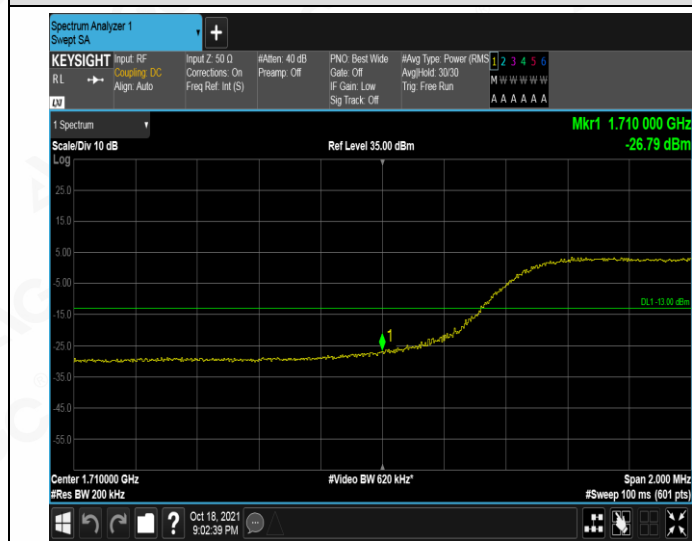 Spectrum Analyzer 1
Swept SA
+
KEYSIGHT
RL
LXI
Input: RF
Coupling: DC
Align: Auto
Input Z: 50 Ω
Corrections: On
Freq Ref: Int (S)
#Atten: 40 dB
Preamp: Off
PNO: Best Wide
Gate: Off
IF Gain: Low
Sig Track: Off
#Avg Type: Power (RMS
Avg|Hold: 30/30
Trig: Free Run
1 2 3 4 5 6
M W W W W W
A A A A A A
1 Spectrum
Mkr1 1.710 000 GHz
Scale/Div 10 dB
Ref Level 35.00 dBm
-26.79 dBm
Log
25.0
15.0
5.00
-5.00
DL1 -13.00 dBm
-15.0
1
-25.0
-35.0
-45.0
-55.0
Center 1.710000 GHz
#Video BW 620 kHz*
Span 2.000 MHz
#Res BW 200 kHz
#Sweep 100 ms (601 pts)
?
Oct 18, 2021
9:02:39 PM